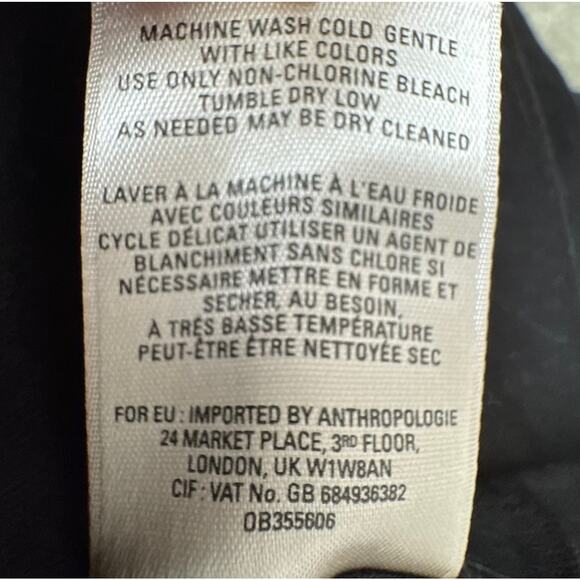 MACHINE WASH COLD GENTLE
WITH LIKE COLORS
USE ONLY NON-CHLORINE BLEACH
TUMBLE DRY LOW
AS NEEDED MAY BE DRY CLEANED
LAVER À LA MACHINE À L'EAU FROIDE
AVEC COULEURS SIMILAIRES
CYCLE DÉLICAT UTILISER UN AGENT DE
BLANCHIMENT SANS CHLORE SI
NÉCESSAIRE METTRE EN FORME ET
SECHER, AU BESOIN,
À TRÉS BASSE TEMPÉRATURE
PEUT-ÊTRE ÊTRE NETTOYÉE SEC
FOR EU: IMPORTED BY ANTHROPOLOGIE
24 MARKET PLACE, 3RD FLOOR,
LONDON, UK W1W8AN
CIF: VAT No. GB 684936382
OB355606